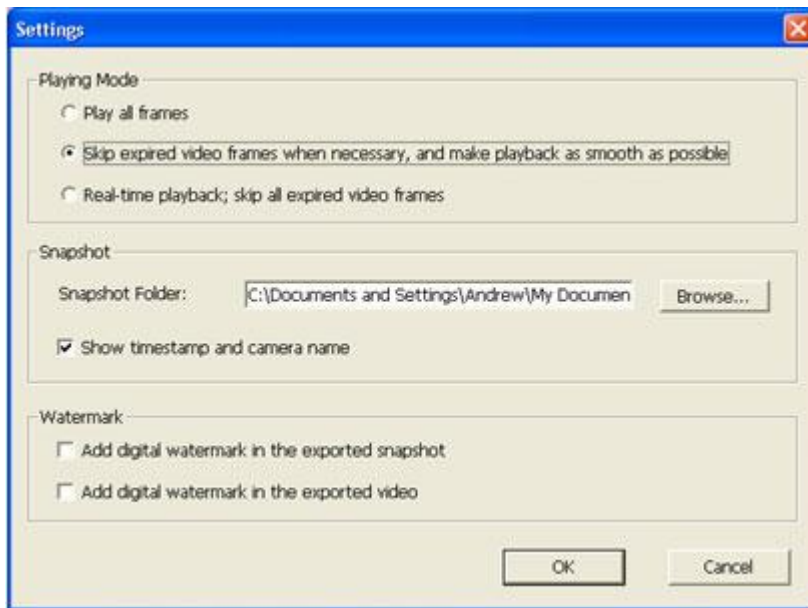 Settings
Playing Mode
Play all frames
Skip expired video frames when necessary, and make playback as smooth as possible
Real-time playback; skip all expired video frames
Snapshot
Snapshot Folder: C:\Documents and Settings\Andrew\My Documen Browse...
Show timestamp and camera name
Watermark
Add digital watermark in the exported snapshot
Add digital watermark in the exported video
OK Cancel